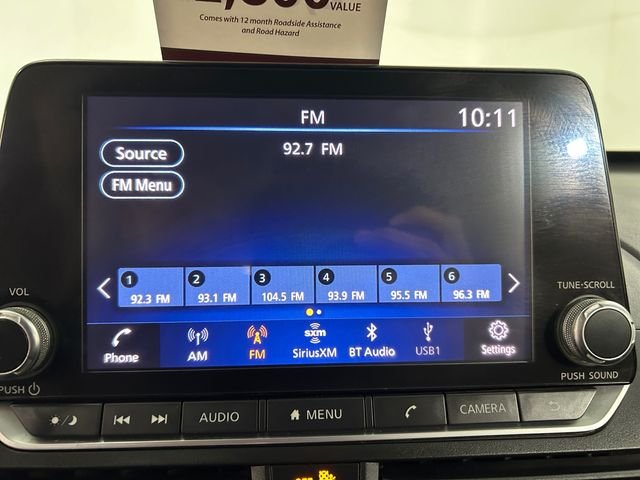 VALUE
Comes with 12 month Roadside Assistance
and Road Hazard
FM
10:11
Source
92.7 FM
FM Menu
1 2 3 4 5 6
92.3 FM 93.1 FM 104.5 FM 93.9 FM 95.5 FM 96.3 FM
VOL
TUNE·SCROLL
sxm
Phone AM FM SiriusXM BT Audio USB1 Settings
PUSH
PUSH SOUND
AUDIO MENU CAMERA